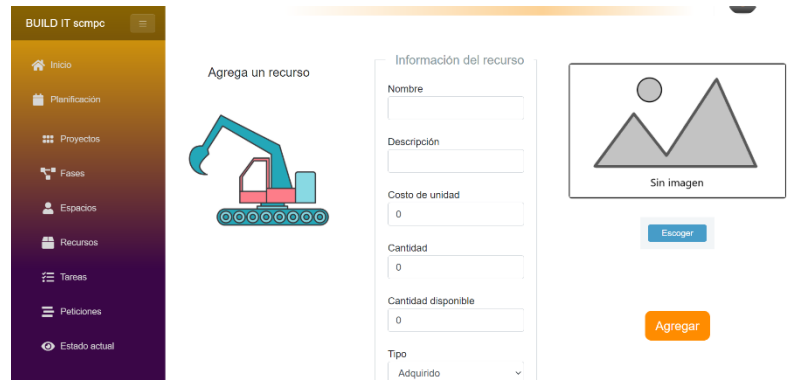 BUILD IT scmpc
Inicio
Planificación
Proyectos
Fases
Espacios
Recursos
Tareas
Peticiones
Estado actual
Agrega un recurso
Información del recurso
Nombre
Descripción
Costo de unidad
0
Cantidad
0
Cantidad disponible
0
Tipo
Adquirido
Sin imagen
Escoger
Agregar